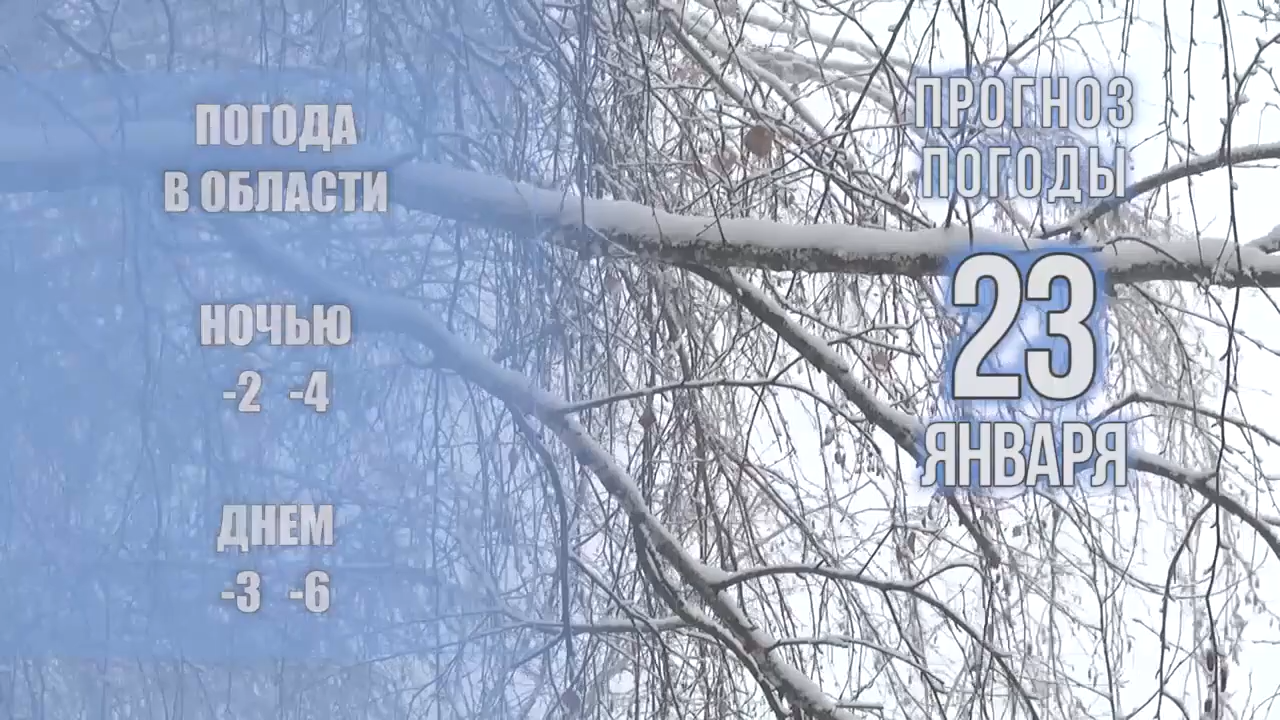 ПОГОДА
В ОБЛАСТИ
НОЧЬЮ
-2 -4
ДНЕМ
-3 -6
ПРОГНОЗ
ПОГОДЫ
23
ЯНВАРЯ